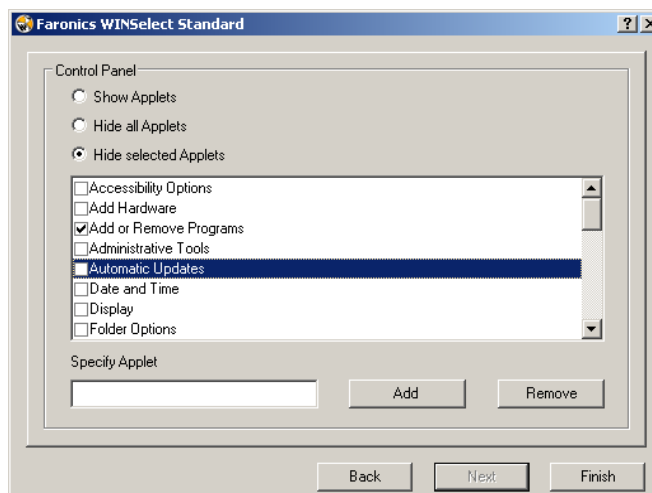 Faronics WINSelect Standard
Control Panel
Show Applets
Hide all Applets
Hide selected Applets
Accessibility Options
Add Hardware
Add or Remove Programs
Administrative Tools
Automatic Updates
Date and Time
Display
Folder Options
Specify Applet
Add Remove
Back Next Finish